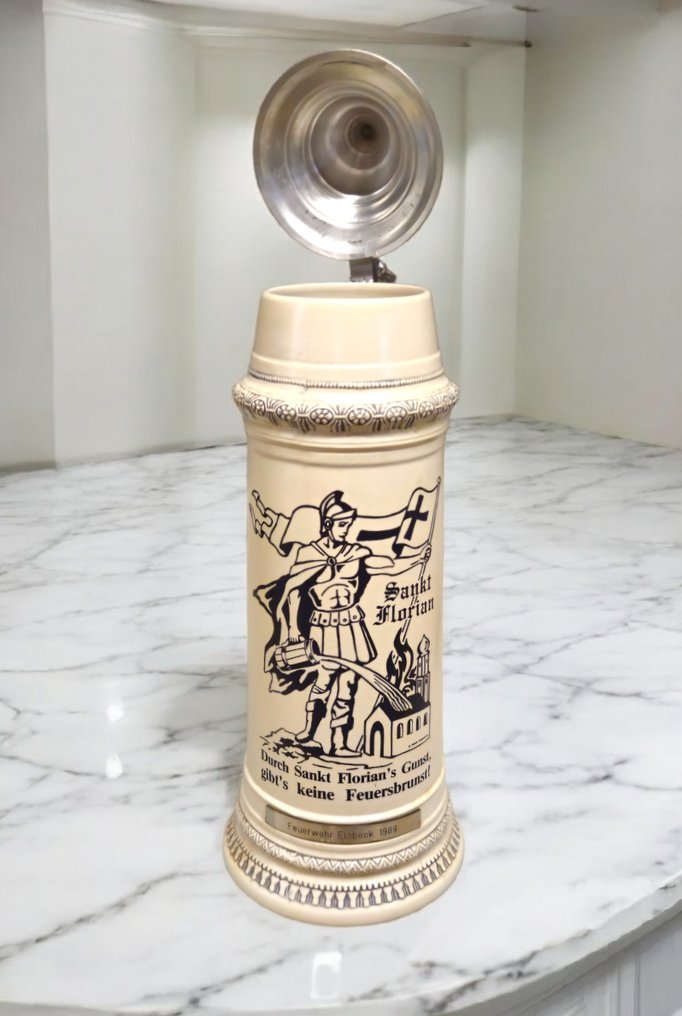 Sankt
Florian
Durch Sankt Florian's Gunst,
gibt's keine Feuersbrunst!
Feuerwehr Einbeck 1989